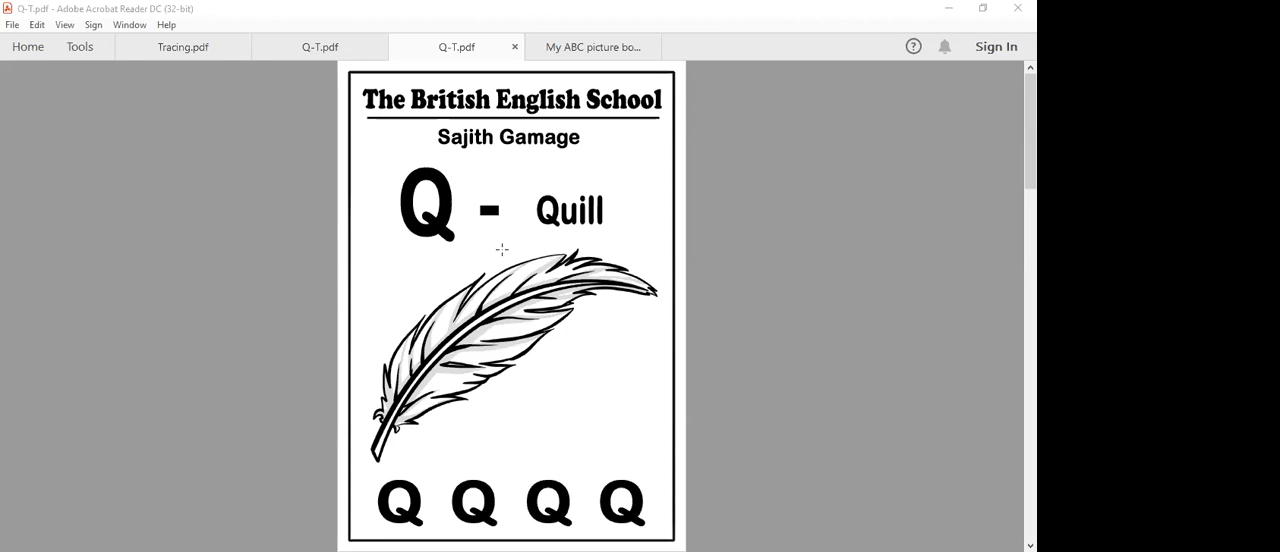 Q-T.pdf - Adobe Acrobat Reader DC (32-bit)
File Edit View Sign Window Help
Home Tools Tracing.pdf Q-T.pdf Q-T.pdf × My ABC picture bo... ? Sign In
The British English School
Sajith Gamage
Q - Quill
Q Q Q Q